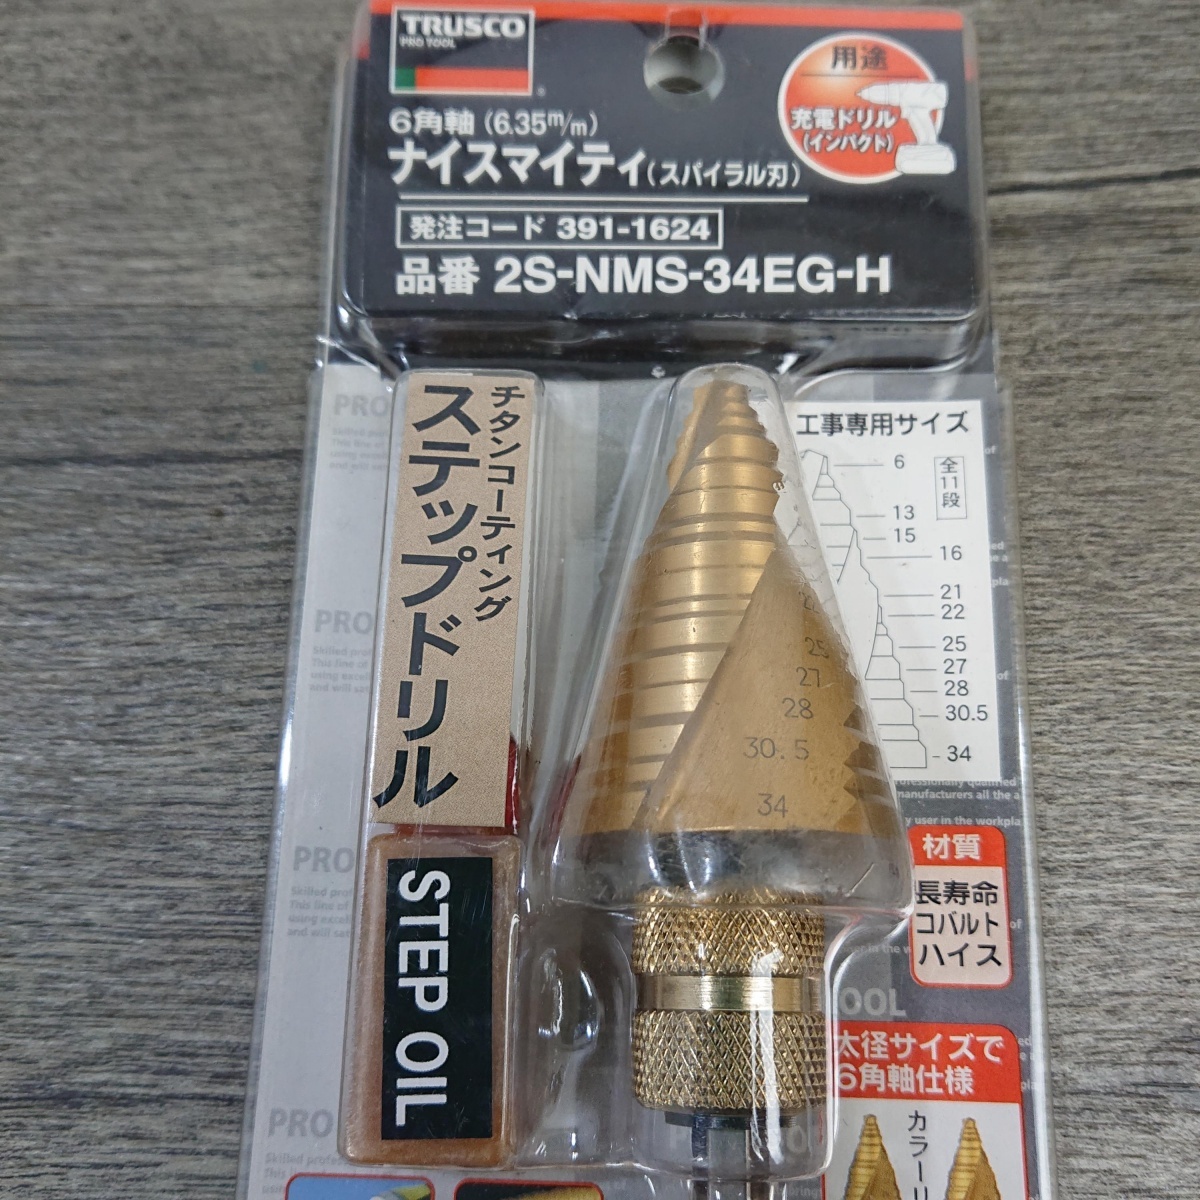 TRUSCO
PRO TOOL
6角軸(6.35m/m)
ナイスマイティ(スパイラル刃)
発注コード 391-1624
品番 2S-NMS-34EG-H
用途
充電ドリル
(インパクト)
チタンコーティング
ステップドリル
STEP OIL
工事専用サイズ
全11段
6
13
15
16
21
22
25
27
28
30.5
34
25
27
28
30.5
34
材質
長寿命
コバルト
ハイス
太径サイズで
6角軸仕様
PRO
PRO
PRO
PRO